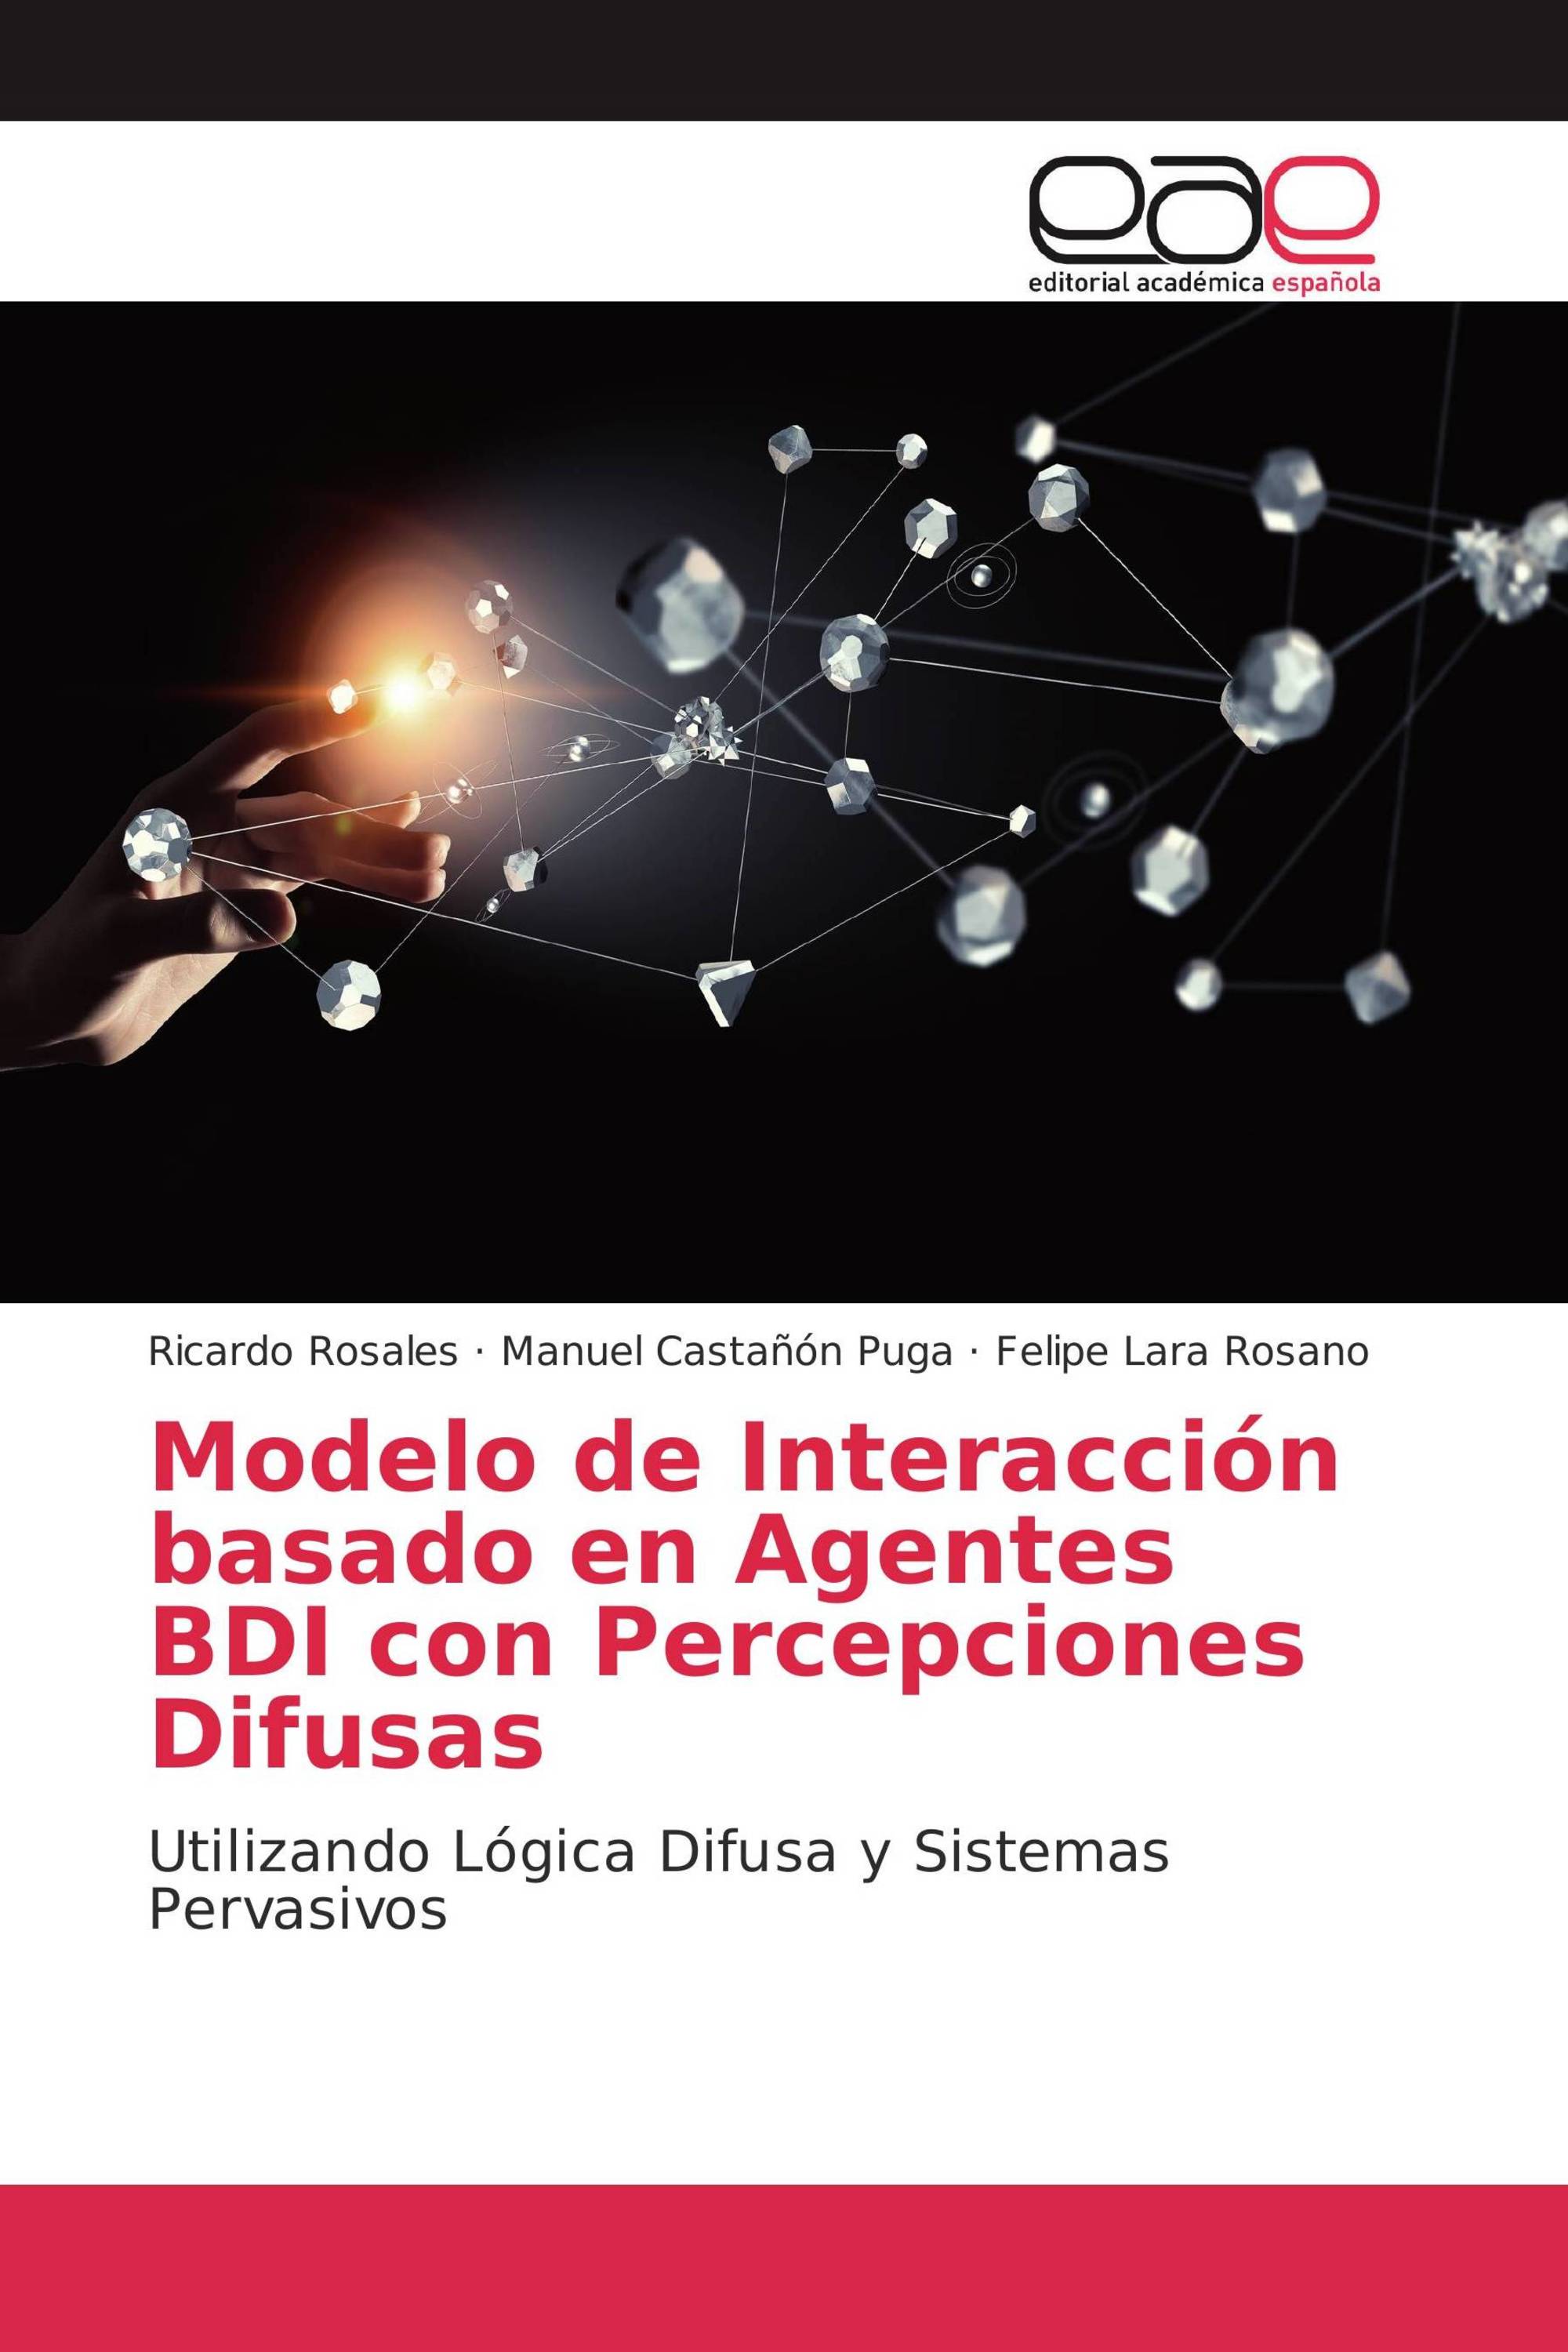 eae
editorial académica española
Ricardo Rosales · Manuel Castañón Puga · Felipe Lara Rosano
Modelo de Interacción
basado en Agentes
BDI con Percepciones
Difusas
Utilizando Lógica Difusa y Sistemas
Pervasivos